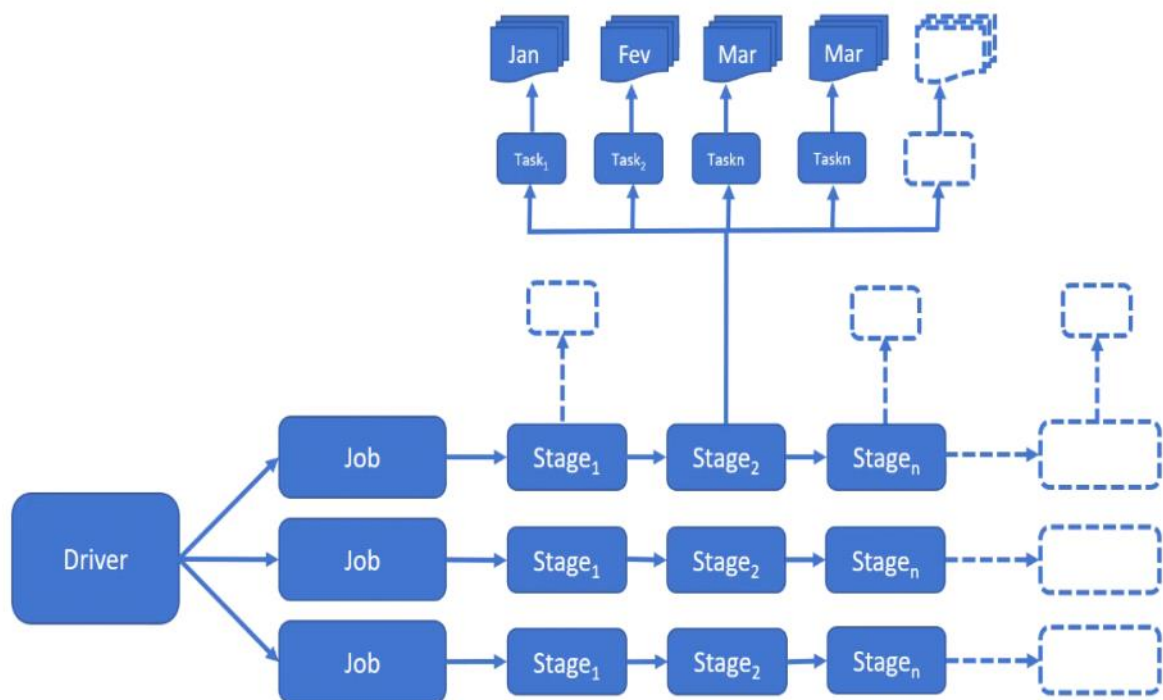 Jan Fev Mar Mar
Task₁ Task₂ Taskn Taskn
Job Stage₁ Stage₂ Stageₙ
Driver Job Stage₁ Stage₂ Stageₙ
Job Stage₁ Stage₂ Stageₙ